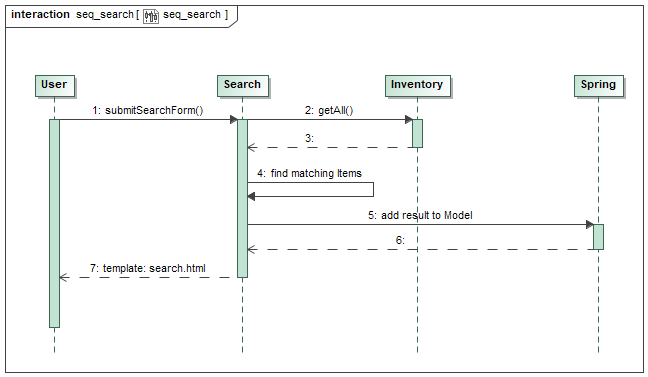 interaction seq_search [ seq_search ]
User
Search
Inventory
Spring
1: submitSearchForm()
2: getAll()
3:
4: find matching Items
5: add result to Model
6:
7: template: search.html